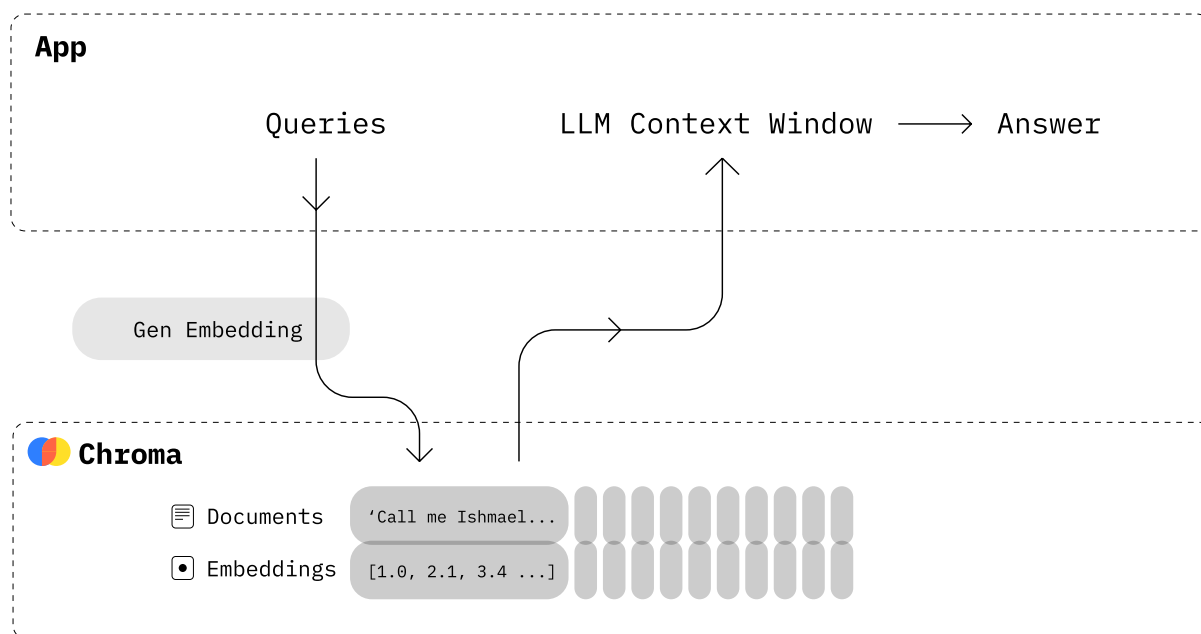 App
Queries
LLM Context Window
Answer
Gen Embedding
Chroma
Documents
‘Call me Ishmael...
Embeddings
[1.0, 2.1, 3.4 ...]